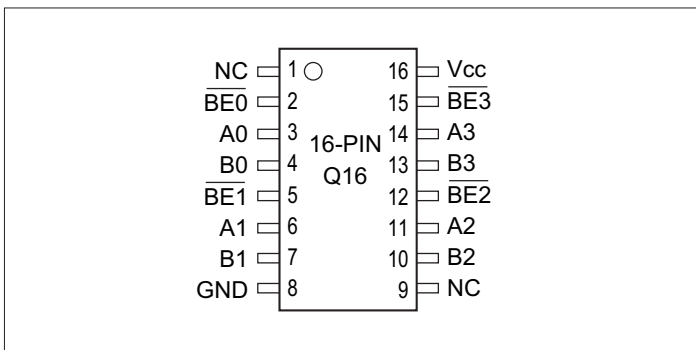 NC 1 16 Vcc
BE0 2 15 BE3
A0 3 14 A3
16-PIN
B0 4 13 B3
Q16
BE1 5 12 BE2
A1 6 11 A2
B1 7 10 B2
GND 8 9 NC